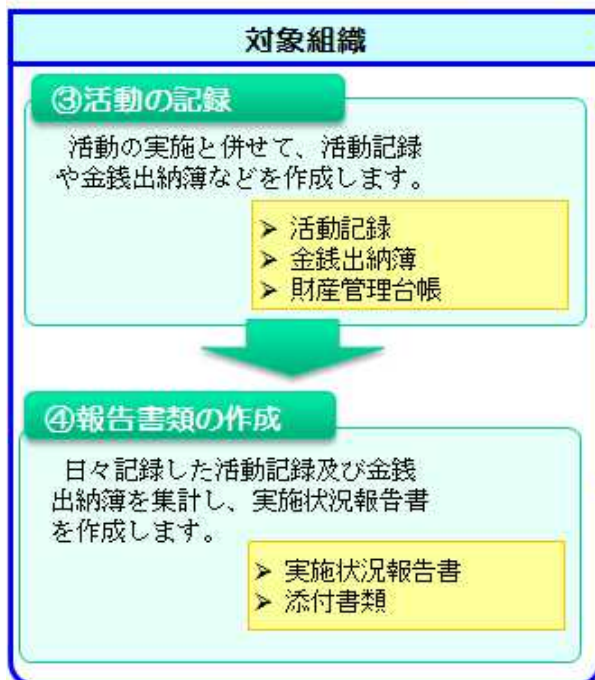 対象組織
③活動の記録
活動の実施と併せて、活動記録
や金銭出納簿などを作成します。
➢ 活動記録
➢ 金銭出納簿
➢ 財産管理台帳
④報告書類の作成
日々記録した活動記録及び金銭
出納簿を集計し、実施状況報告書
を作成します。
➢ 実施状況報告書
➢ 添付書類